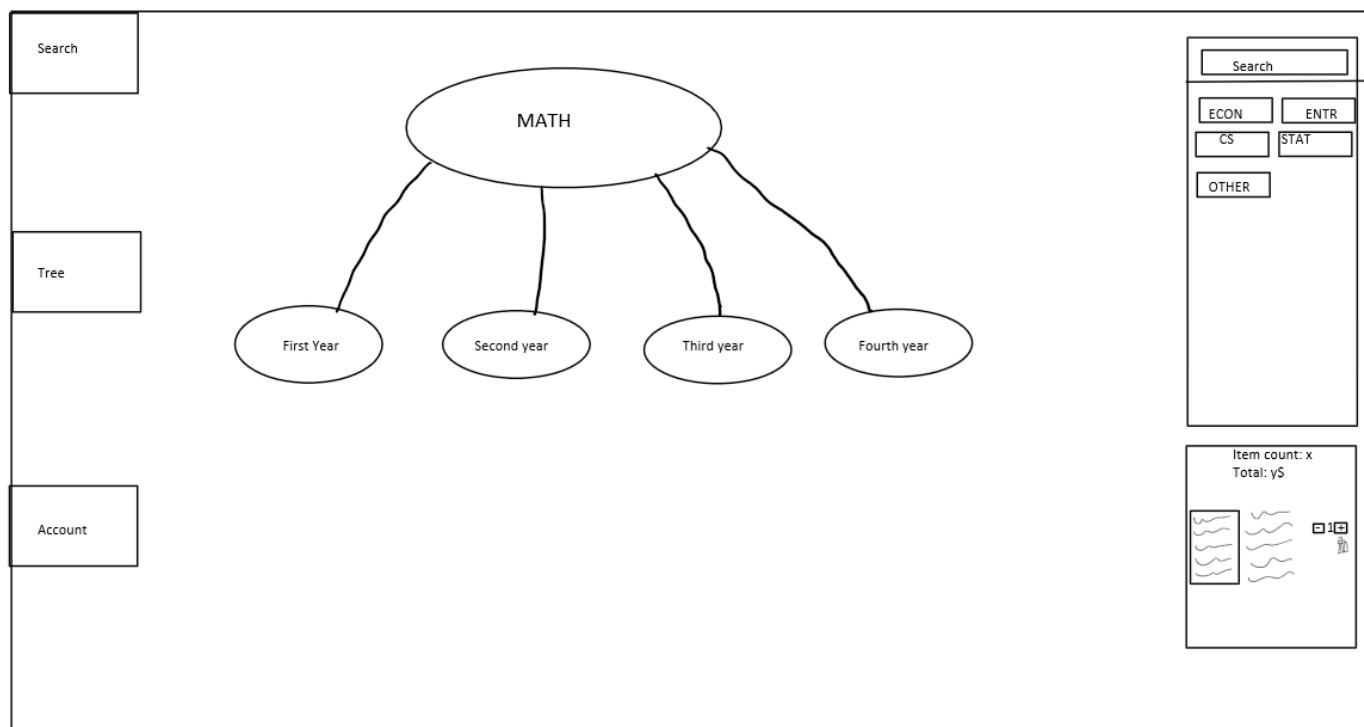 Search
Tree
Account
MATH
First Year
Second year
Third year
Fourth year
Search
ECON
ENTR
CS
STAT
OTHER
Item count: x
Total: y$
- 1 +